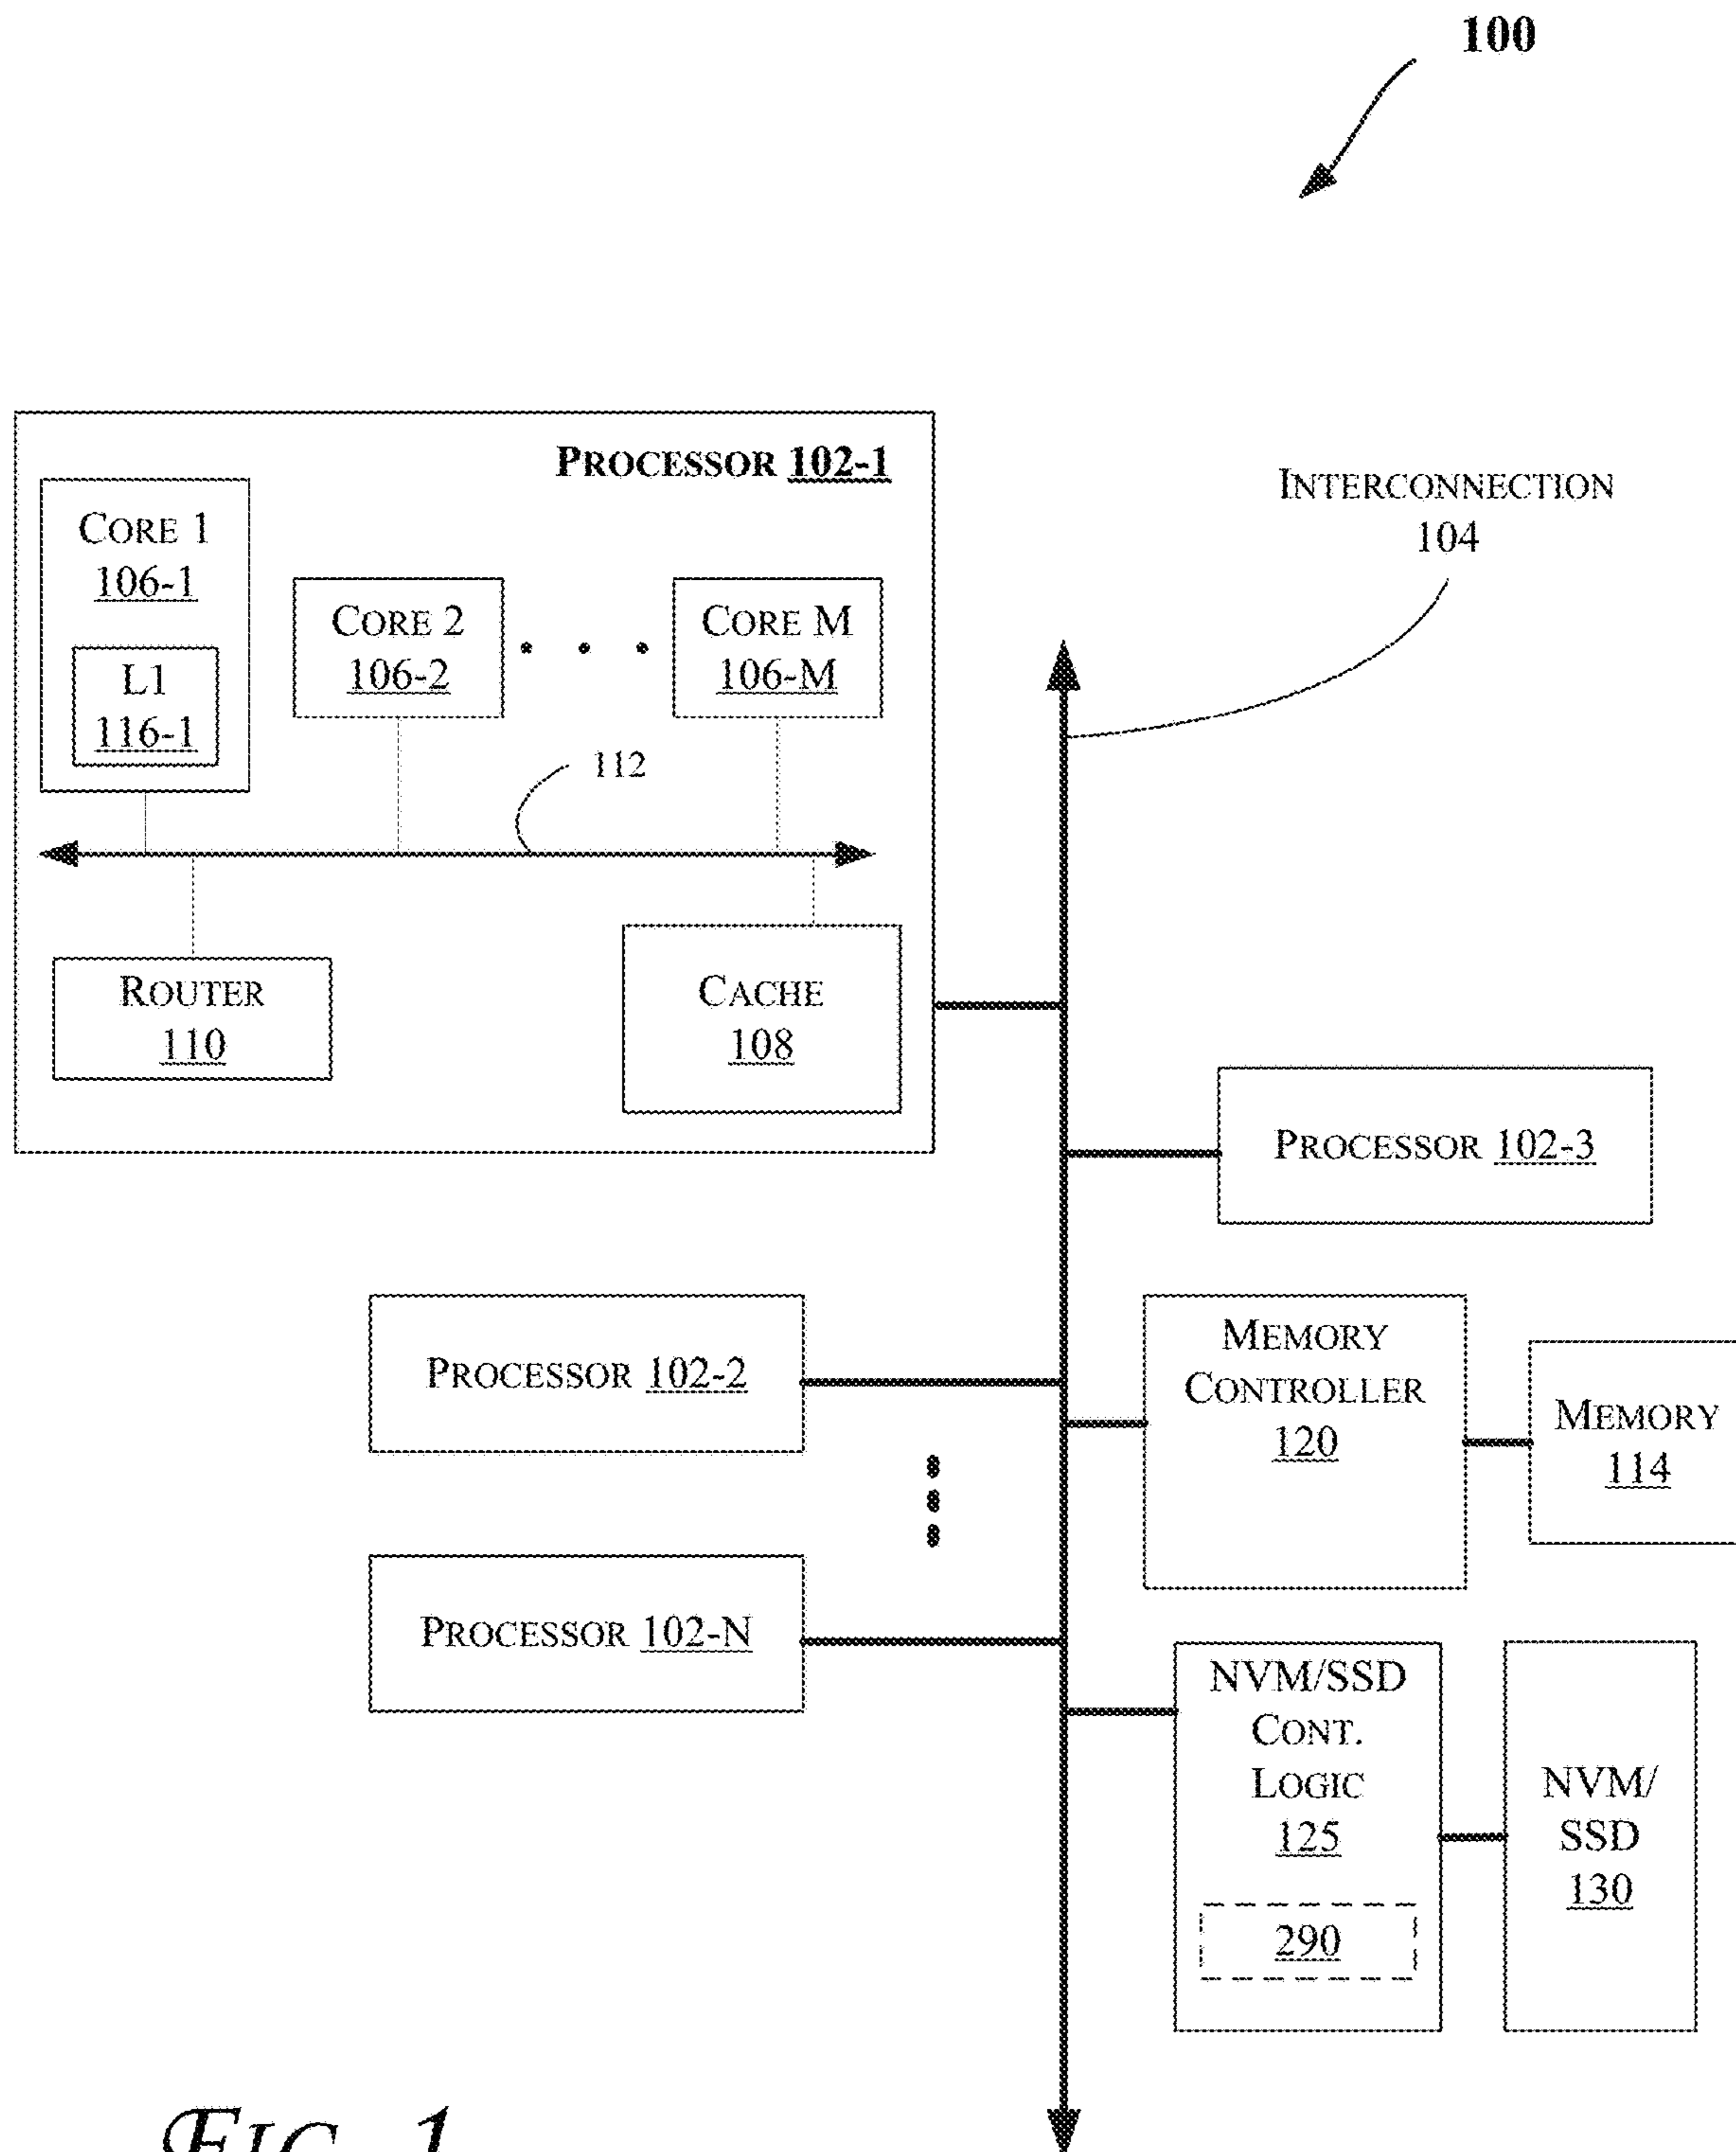 100
PROCESSOR 102-1
CORE 1
106-1
L1
116-1
CORE 2
106-2
CORE M
106-M
112
ROUTER
110
CACHE
108
INTERCONNECTION
104
PROCESSOR 102-3
PROCESSOR 102-2
MEMORY
CONTROLLER
120
MEMORY
114
PROCESSOR 102-N
NVM/SSD
CONT.
LOGIC
125
290
NVM/
SSD
130
FIG. 1